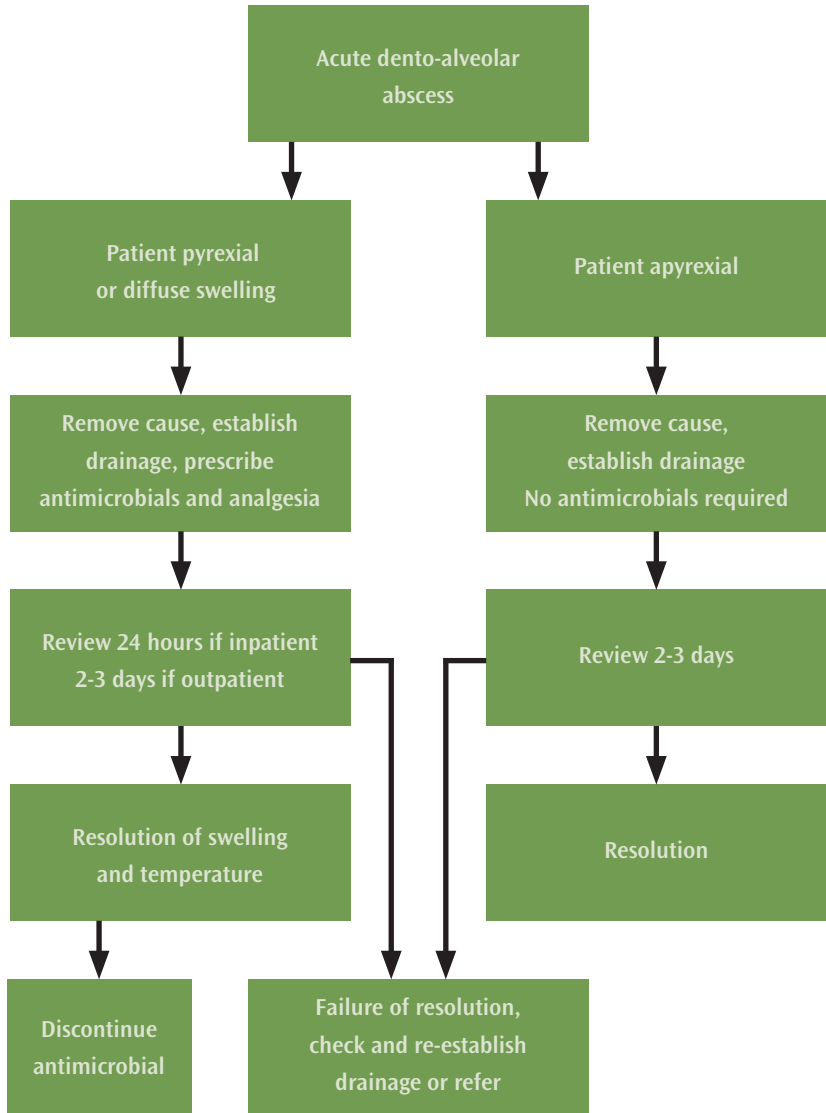 Acute dento-alveolar
abscess
Patient pyrexial
or diffuse swelling
Patient apyrexial
Remove cause, establish
drainage, prescribe
antimicrobials and analgesia
Remove cause,
establish drainage
No antimicrobials required
Review 24 hours if inpatient
2-3 days if outpatient
Review 2-3 days
Resolution of swelling
and temperature
Resolution
Discontinue
antimicrobial
Failure of resolution,
check and re-establish
drainage or refer